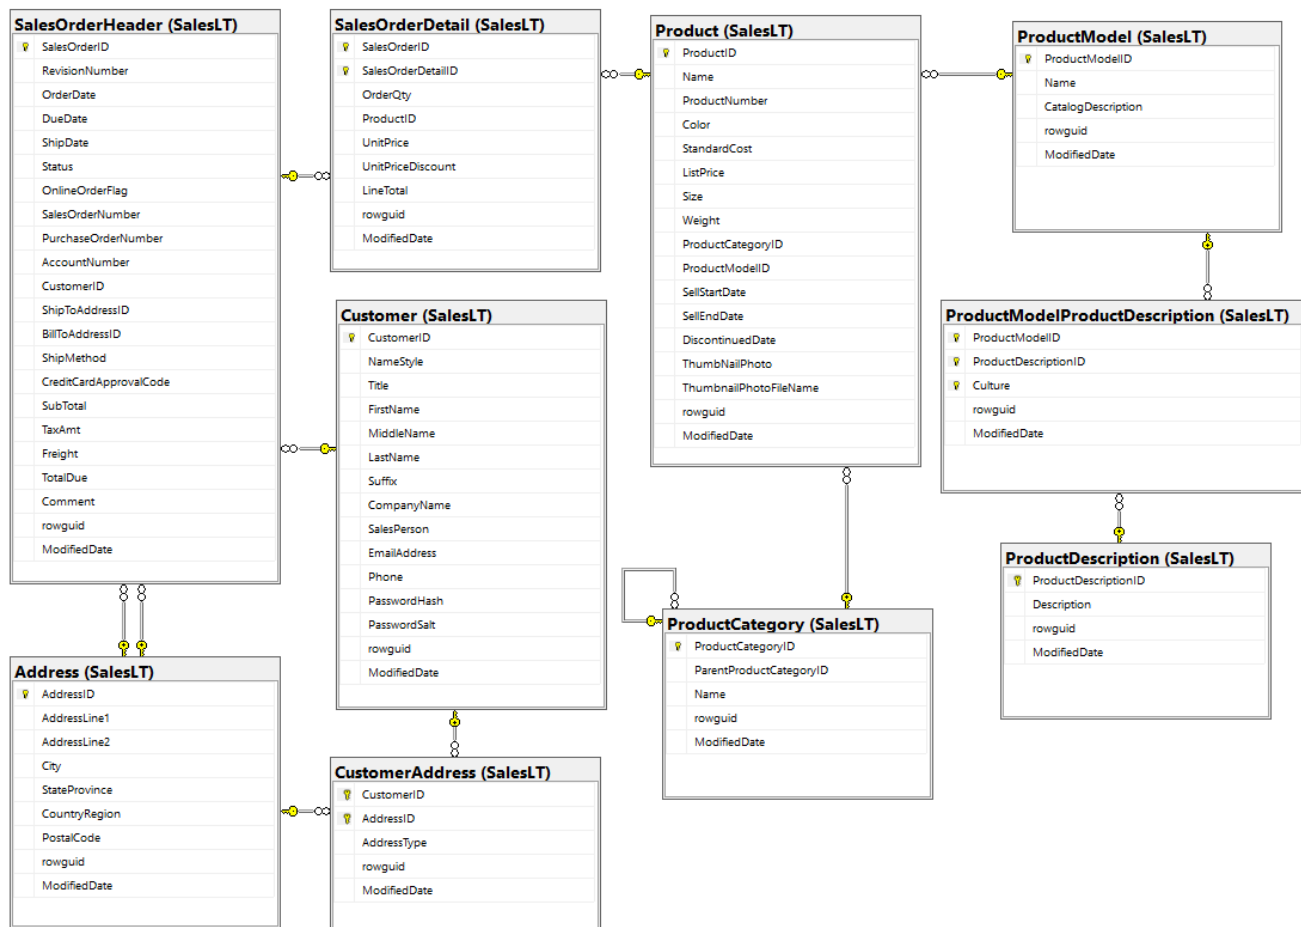 SalesOrderHeader (SalesLT)
SalesOrderID
RevisionNumber
OrderDate
DueDate
ShipDate
Status
OnlineOrderFlag
SalesOrderNumber
PurchaseOrderNumber
AccountNumber
CustomerID
ShipToAddressID
BillToAddressID
ShipMethod
CreditCardApprovalCode
SubTotal
TaxAmt
Freight
TotalDue
Comment
rowguid
ModifiedDate
SalesOrderDetail (SalesLT)
SalesOrderID
SalesOrderDetailID
OrderQty
ProductID
UnitPrice
UnitPriceDiscount
LineTotal
rowguid
ModifiedDate
Product (SalesLT)
ProductID
Name
ProductNumber
Color
StandardCost
ListPrice
Size
Weight
ProductCategoryID
ProductModelID
SellStartDate
SellEndDate
DiscontinuedDate
ThumbNailPhoto
ThumbnailPhotoFileName
rowguid
ModifiedDate
ProductModel (SalesLT)
ProductModelID
Name
CatalogDescription
rowguid
ModifiedDate
Customer (SalesLT)
CustomerID
NameStyle
Title
FirstName
MiddleName
LastName
Suffix
CompanyName
SalesPerson
EmailAddress
Phone
PasswordHash
PasswordSalt
rowguid
ModifiedDate
ProductModelProductDescription (SalesLT)
ProductModelID
ProductDescriptionID
Culture
rowguid
ModifiedDate
ProductDescription (SalesLT)
ProductDescriptionID
Description
rowguid
ModifiedDate
ProductCategory (SalesLT)
ProductCategoryID
ParentProductCategoryID
Name
rowguid
ModifiedDate
Address (SalesLT)
AddressID
AddressLine1
AddressLine2
City
StateProvince
CountryRegion
PostalCode
rowguid
ModifiedDate
CustomerAddress (SalesLT)
CustomerID
AddressID
AddressType
rowguid
ModifiedDate